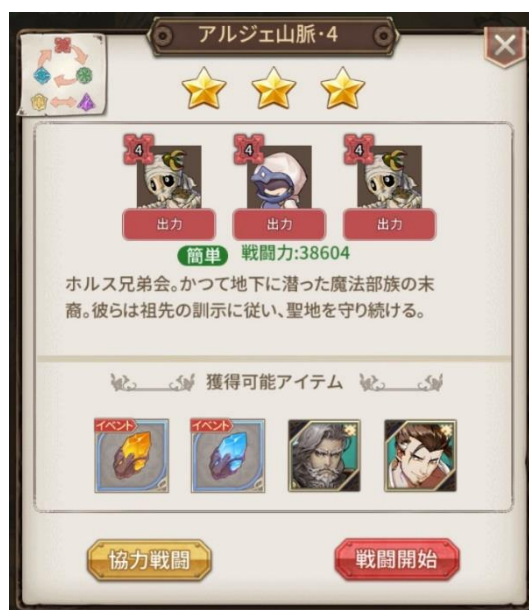 アルジェ山脈・4
4
4
4
出力
出力
出力
簡単 戦闘力:38604
ホルス兄弟会。かつて地下に潜った魔法部族の末
裔。彼らは祖先の訓示に従い、聖地を守り続ける。
獲得可能アイテム
イベント
イベント
協力戦闘
戦闘開始